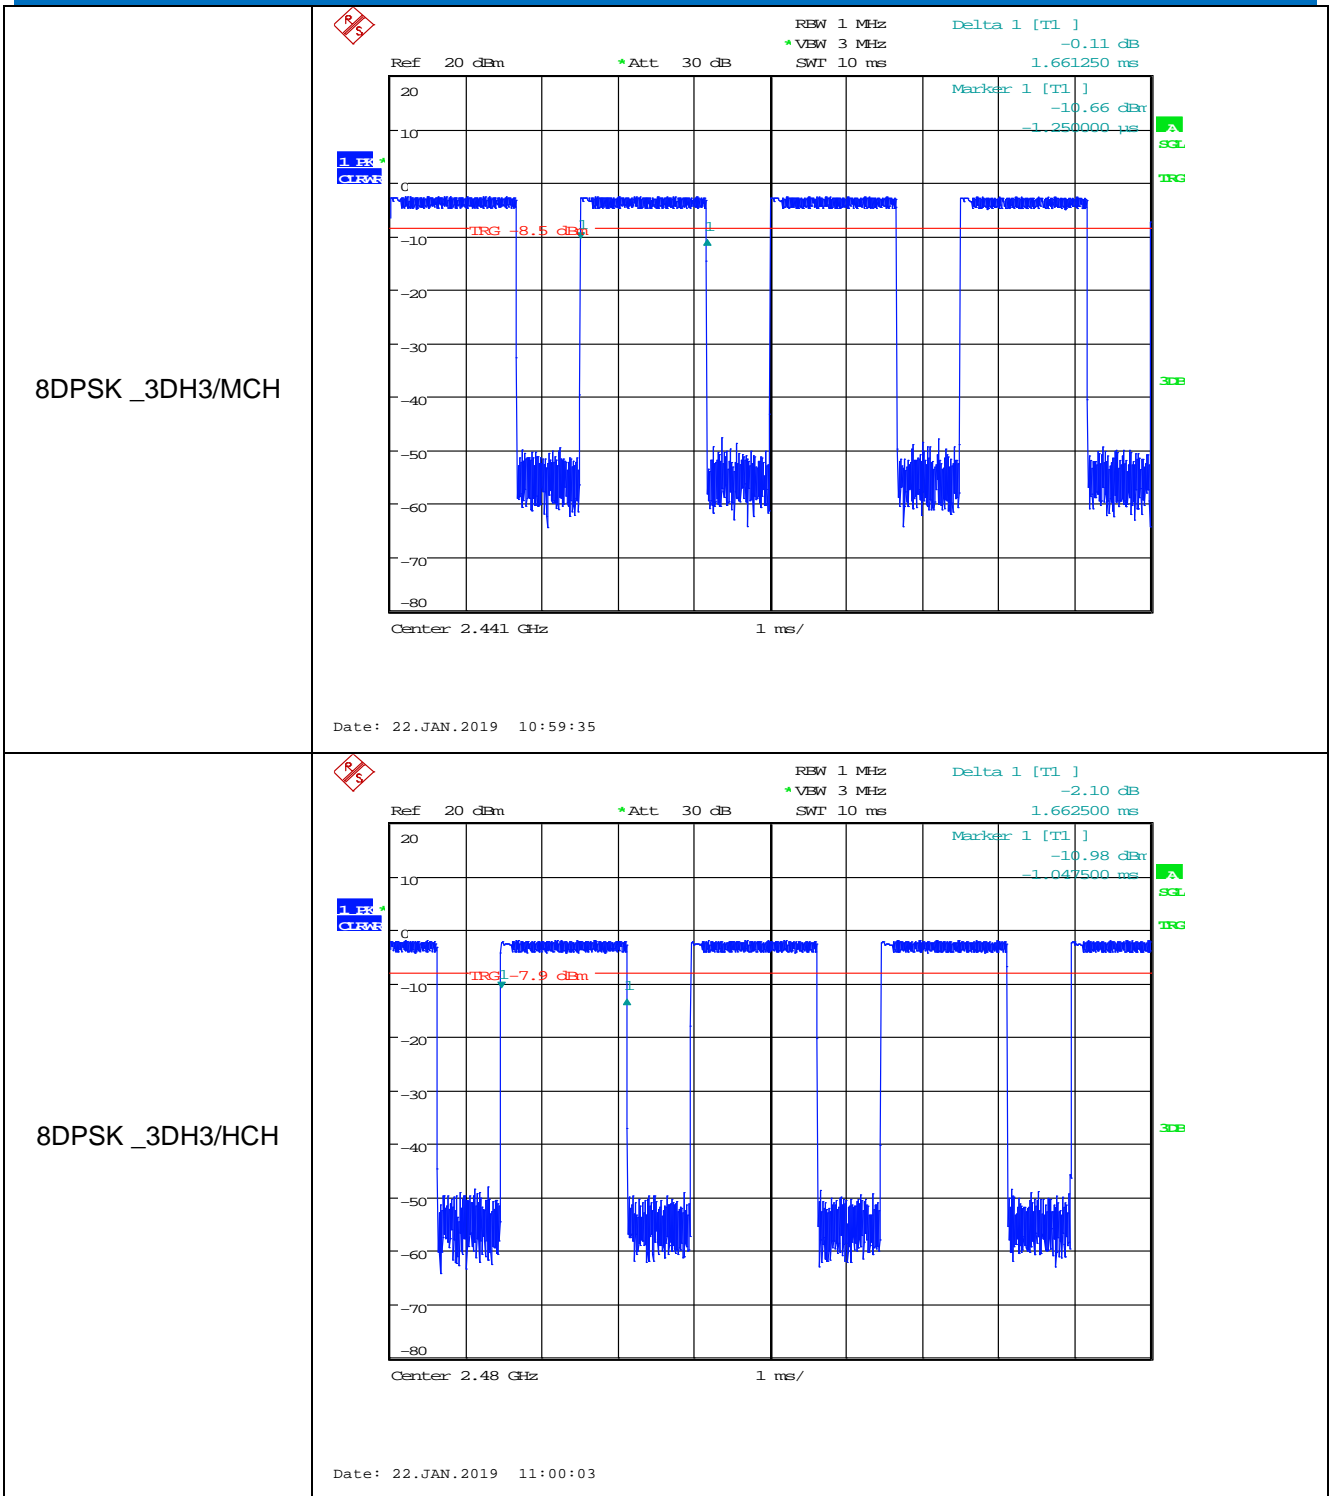 8DPSK _3DH3/MCH
R S
RBW 1 MHz
Delta 1 [T1 ]
*VBW 3 MHz
-0.11 dB
Ref 20 dBm
*Att 30 dB
SWT 10 ms
1.661250 ms
20
Marker 1 [T1 ]
-10.66 dBm
-1.250000 µs
A
10
SGL
1 PK *
CLRWR
TRG
0
TRG -8.5 dBm
1
1
-10
-20
-30
3DB
-40
-50
-60
-70
-80
Center 2.441 GHz
1 ms/
Date: 22.JAN.2019 10:59:35
8DPSK _3DH3/HCH
R S
RBW 1 MHz
Delta 1 [T1 ]
*VBW 3 MHz
-2.10 dB
Ref 20 dBm
*Att 30 dB
SWT 10 ms
1.662500 ms
20
Marker 1 [T1 ]
-10.98 dBm
-1.047500 ms
A
10
SGL
1 PK *
CLRWR
TRG
0
TRG -7.9 dBm
1
1
-10
-20
-30
3DB
-40
-50
-60
-70
-80
Center 2.48 GHz
1 ms/
Date: 22.JAN.2019 11:00:03